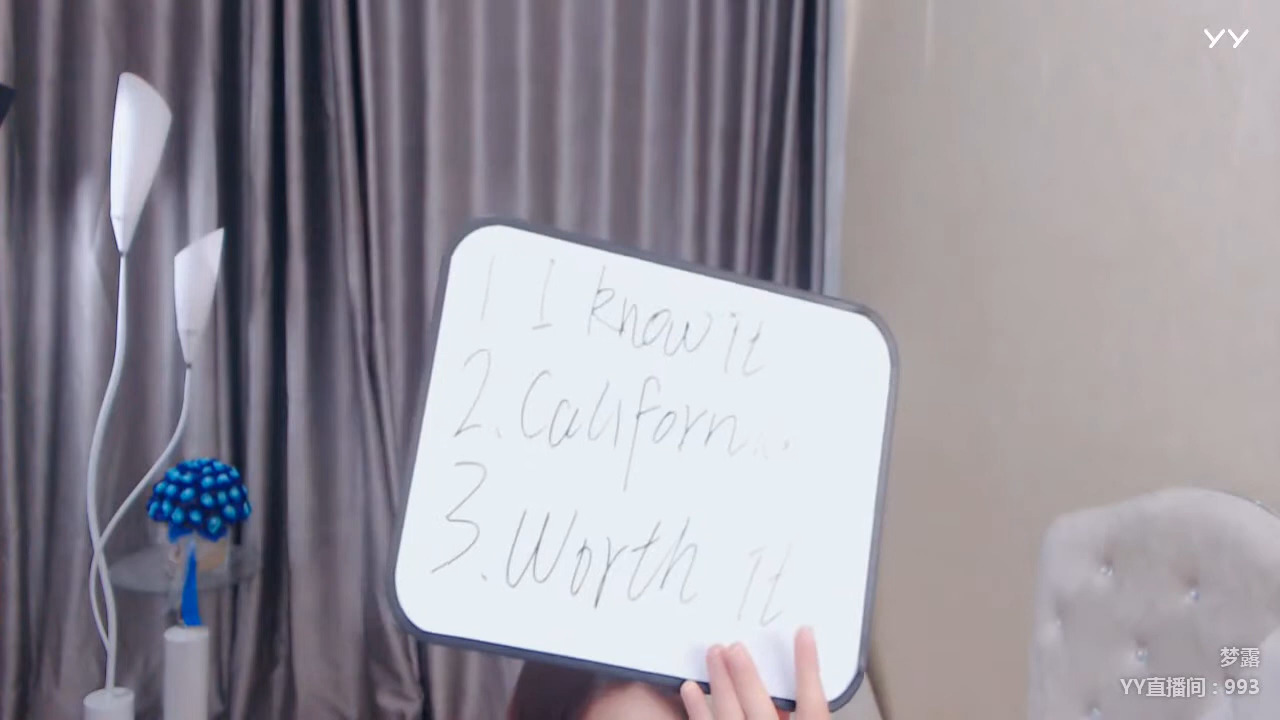 YY
1 I know it
2. Californ...
3. Worth It
梦露
YY直播间：993